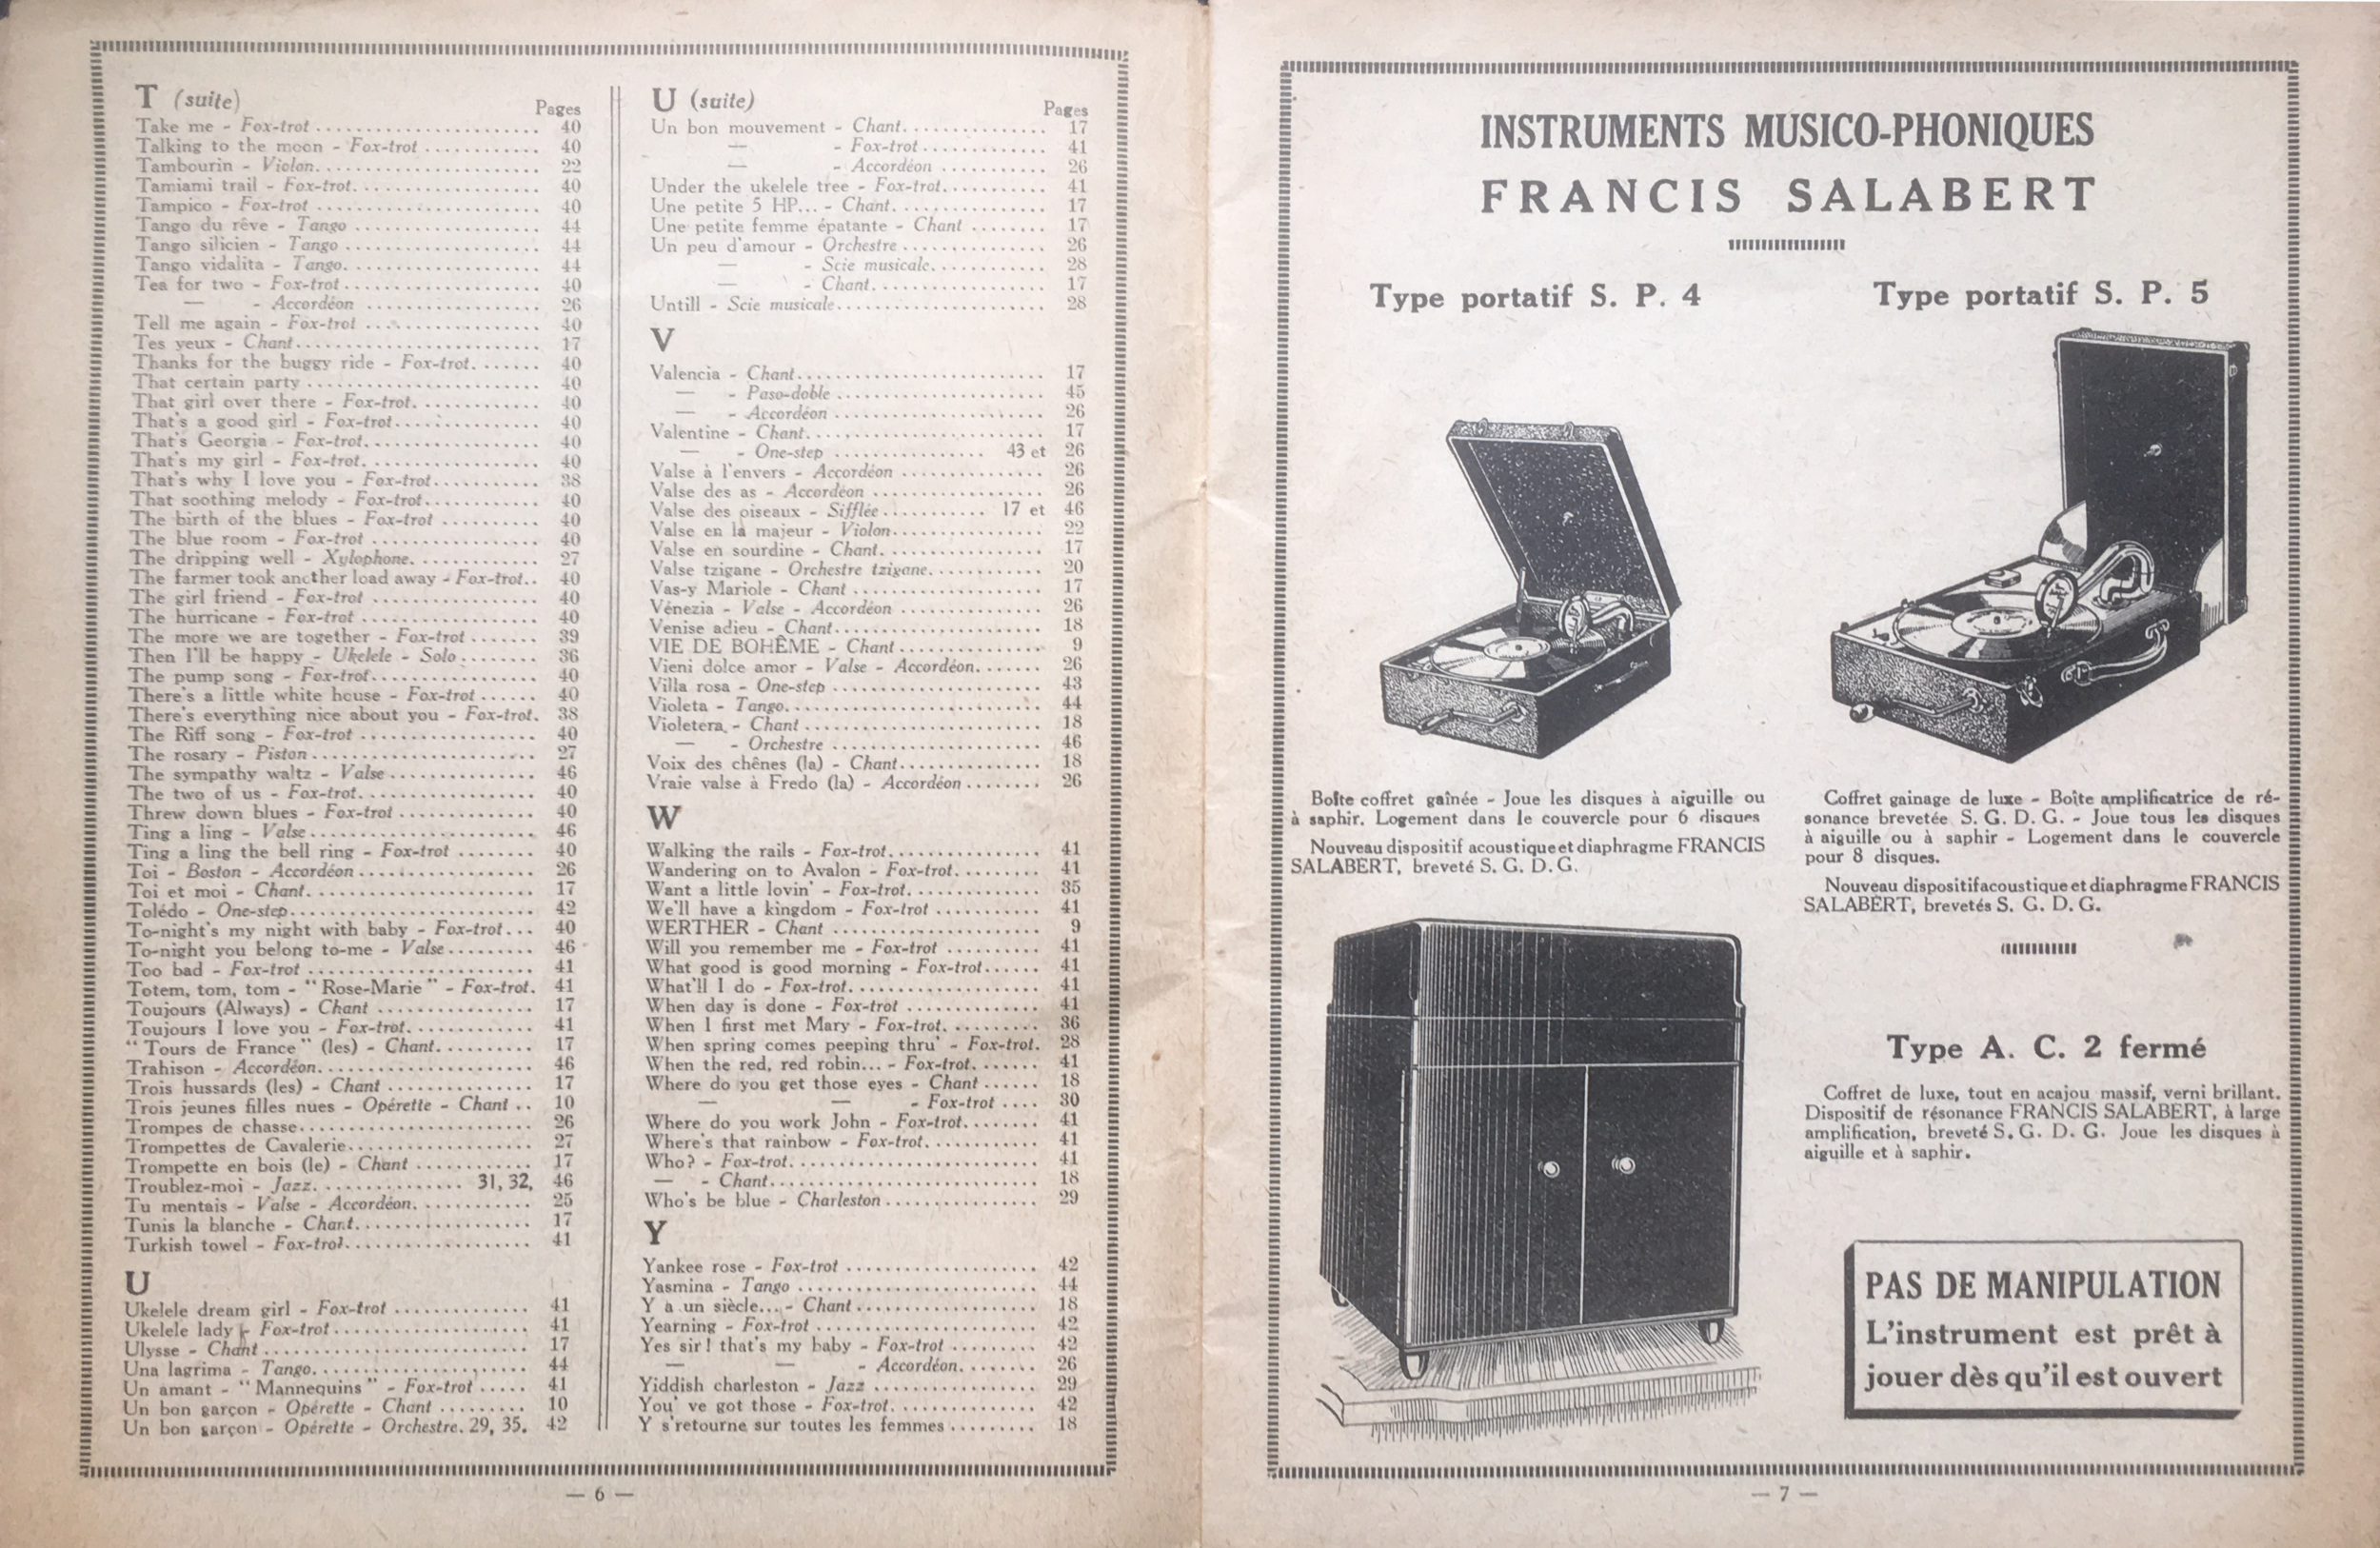 T (suite)
Pages
Take me - Fox-trot ........................ 40
Talking to the moon - Fox-trot ............ 40
Tambourin - Violon........................ 22
Tamiami trail - Fox-trot.................... 40
Tampico - Fox-trot ........................ 40
Tango du rêve - Tango .................... 44
Tango silicien - Tango ..................... 44
Tango vidalita - Tango..................... 44
Tea for two - Fox-trot ..................... 40
— - Accordéon .................. 26
Tell me again - Fox-trot .................. 40
Tes yeux - Chant.......................... 17
Thanks for the buggy ride - Fox-trot....... 40
That certain party ......................... 40
That girl over there - Fox-trot............. 40
That's a good girl - Fox-trot............... 40
That's Georgia - Fox-trot.................. 40
That's my girl - Fox-trot.................. 40
That's why I love you - Fox-trot........... 38
That soothing melody - Fox-trot............ 40
The birth of the blues - Fox-trot .......... 40
The blue room - Fox-trot .................. 40
The dripping well - Xylophone............. 27
The farmer took another load away - Fox-trot.. 40
The girl friend - Fox-trot .................. 40
The hurricane - Fox-trot ................... 40
The more we are together - Fox-trot ....... 39
Then I'll be happy - Ukelele - Solo ........ 36
The pump song - Fox-trot.................. 40
There's a little white house - Fox-trot ...... 40
There's everything nice about you - Fox-trot. 38
The Riff song - Fox-trot ................... 40
The rosary - Piston........................ 27
The sympathy waltz - Valse ............... 46
The two of us - Fox-trot................... 40
Threw down blues - Fox-trot ............... 40
Ting a ling - Valse........................ 46
Ting a ling the bell ring - Fox-trot ........ 40
Toi - Boston - Accordéon .................. 26
Toi et moi - Chant......................... 17
Tolédo - One-step.......................... 42
To-night's my night with baby - Fox-trot... 40
To-night you belong to-me - Valse......... 46
Too bad - Fox-trot ........................ 41
Totem, tom, tom - " Rose-Marie " - Fox-trot. 41
Toujours (Always) - Chant ................. 17
Toujours I love you - Fox-trot............. 41
" Tours de France " (les) - Chant.......... 17
Trahison - Accordéon....................... 46
Trois hussards (les) - Chant ............... 17
Trois jeunes filles nues - Opérette - Chant .. 10
Trompes de chasse......................... 26
Trompettes de Cavalerie.................... 27
Trompette en bois (le) - Chant ............ 17
Troublez-moi - Jazz................ 31, 32, 46
Tu mentais - Valse - Accordéon............ 25
Tunis la blanche - Chant................... 17
Turkish towel - Fox-trot.................... 41
U
Ukelele dream girl - Fox-trot .............. 41
Ukelele lady - Fox-trot..................... 41
Ulysse - Chant ............................ 17
Una lagrima - Tango....................... 44
Un amant - " Mannequins " - Fox-trot ..... 41
Un bon garçon - Opérette - Chant ......... 10
Un bon garçon - Opérette - Orchestre. 29, 35, 42
U (suite)
Pages
Un bon mouvement - Chant............... 17
— - Fox-trot ............. 41
— - Accordéon ........... 26
Under the ukelele tree - Fox-trot........... 41
Une petite 5 HP... - Chant................ 17
Une petite femme épatante - Chant ........ 17
Un peu d'amour - Orchestre ............... 26
— - Scie musicale............ 28
— - Chant.................. 17
Untill - Scie musicale...................... 28
V
Valencia - Chant........................... 17
— - Paso-doble ..................... 45
— - Accordéon ...................... 26
Valentine - Chant......................... 17
— - One-step ................ 43 et 26
Valse à l'envers - Accordéon ............... 26
Valse des as - Accordéon .................. 26
Valse des oiseaux - Sifflée........... 17 et 46
Valse en la majeur - Violon................ 22
Valse en sourdine - Chant................. 17
Valse tzigane - Orchestre tzigane........... 20
Vas-y Mariole - Chant .................... 17
Vénezia - Valse - Accordéon ............... 26
Venise adieu - Chant...................... 18
VIE DE BOHÊME - Chant ................ 9
Vieni dolce amor - Valse - Accordéon....... 26
Villa rosa - One-step ...................... 43
Violeta - Tango............................ 44
Violetera - Chant .......................... 18
— - Orchestre ...................... 46
Voix des chênes (la) - Chant............... 18
Vraie valse à Fredo (la) - Accordéon ........ 26
W
Walking the rails - Fox-trot................ 41
Wandering on to Avalon - Fox-trot.......... 41
Want a little lovin' - Fox-trot.............. 35
We'll have a kingdom - Fox-trot ........... 41
WERTHER - Chant ....................... 9
Will you remember me - Fox-trot .......... 41
What good is good morning - Fox-trot...... 41
What'll I do - Fox-trot..................... 41
When day is done - Fox-trot .............. 41
When I first met Mary - Fox-trot.......... 36
When spring comes peeping thru' - Fox-trot. 28
When the red, red robin... - Fox-trot....... 41
Where do you get those eyes - Chant ...... 18
— — - Fox-trot .... 30
Where do you work John - Fox-trot........ 41
Where's that rainbow - Fox-trot............ 41
Who? - Fox-trot........................... 41
— - Chant............................ 18
Who's be blue - Charleston ................ 29
Y
Yankee rose - Fox-trot .................... 42
Yasmina - Tango .......................... 44
Y a un siècle... - Chant ................... 18
Yearning - Fox-trot ........................ 42
Yes sir! that's my baby - Fox-trot ......... 42
— — - Accordéon........ 26
Yiddish charleston - Jazz .................. 29
You' ve got those - Fox-trot............... 42
Y s'retourne sur toutes les femmes ......... 18
— 6 —
INSTRUMENTS MUSICO-PHONIQUES
FRANCIS SALABERT
Type portatif S. P. 4
Type portatif S. P. 5
Boîte coffret gaînée - Joue les disques à aiguille ou
à saphir. Logement dans le couvercle pour 6 disques
Nouveau dispositif acoustique et diaphragme FRANCIS
SALABERT, breveté S. G. D. G.
Coffret gainage de luxe - Boîte amplificatrice de ré-
sonance brevetée S. G. D. G. - Joue tous les disques
à aiguille ou à saphir - Logement dans le couvercle
pour 8 disques.
Nouveau dispositif acoustique et diaphragme FRANCIS
SALABERT, brevetés S. G. D. G.
Type A. C. 2 fermé
Coffret de luxe, tout en acajou massif, verni brillant.
Dispositif de résonance FRANCIS SALABERT, à large
amplification, breveté S. G. D. G. Joue les disques à
aiguille et à saphir.
PAS DE MANIPULATION
L'instrument est prêt à
jouer dès qu'il est ouvert
— 7 —